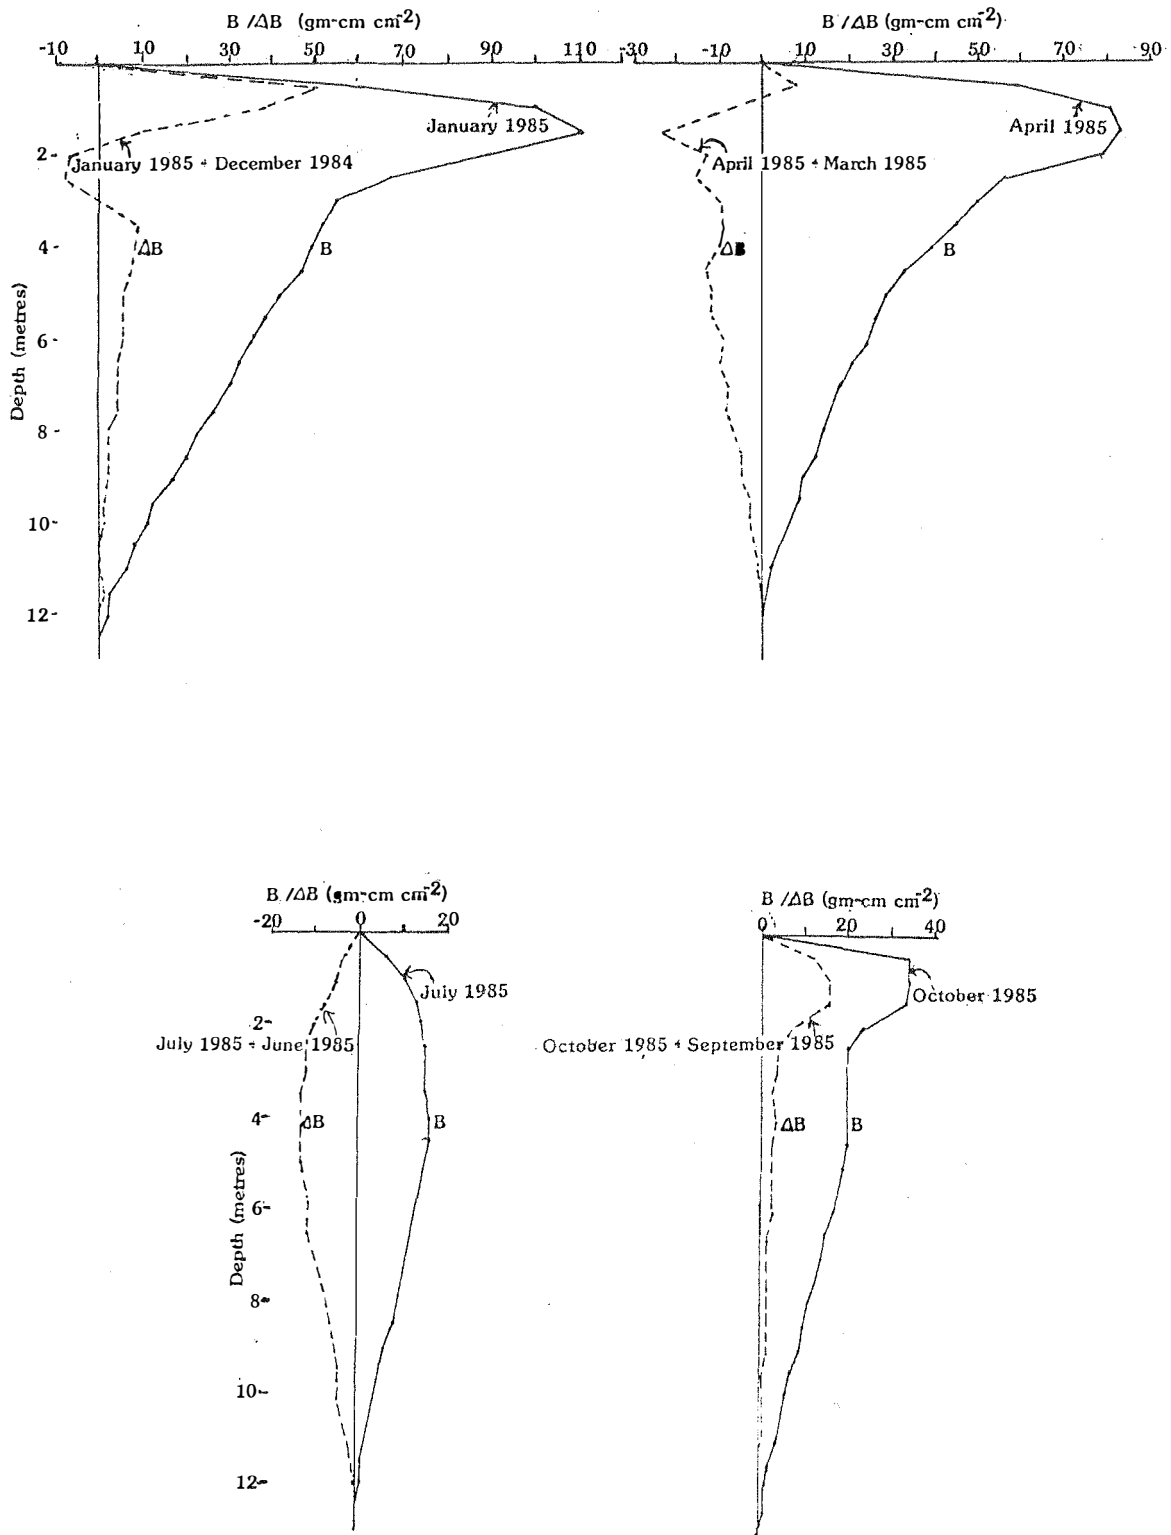 B /ΔB (gm-cm cm-2)
-10 10 30 50 70 90 110
January 1985
January 1985 - December 1984
2-
ΔB
B
4-
6-
8-
10-
12-
Depth (metres)
B /ΔB (gm-cm cm-2)
-30 -10 10 30 50 70 90
April 1985
April 1985 - March 1985
ΔB
B
B /ΔB (gm-cm cm-2)
-20 0 20
July 1985
2-
July 1985 - June 1985
4-
ΔB
B
6-
8-
10-
12-
Depth (metres)
B /ΔB (gm-cm cm-2)
0 20 40
October 1985
October 1985 - September 1985
ΔB
B